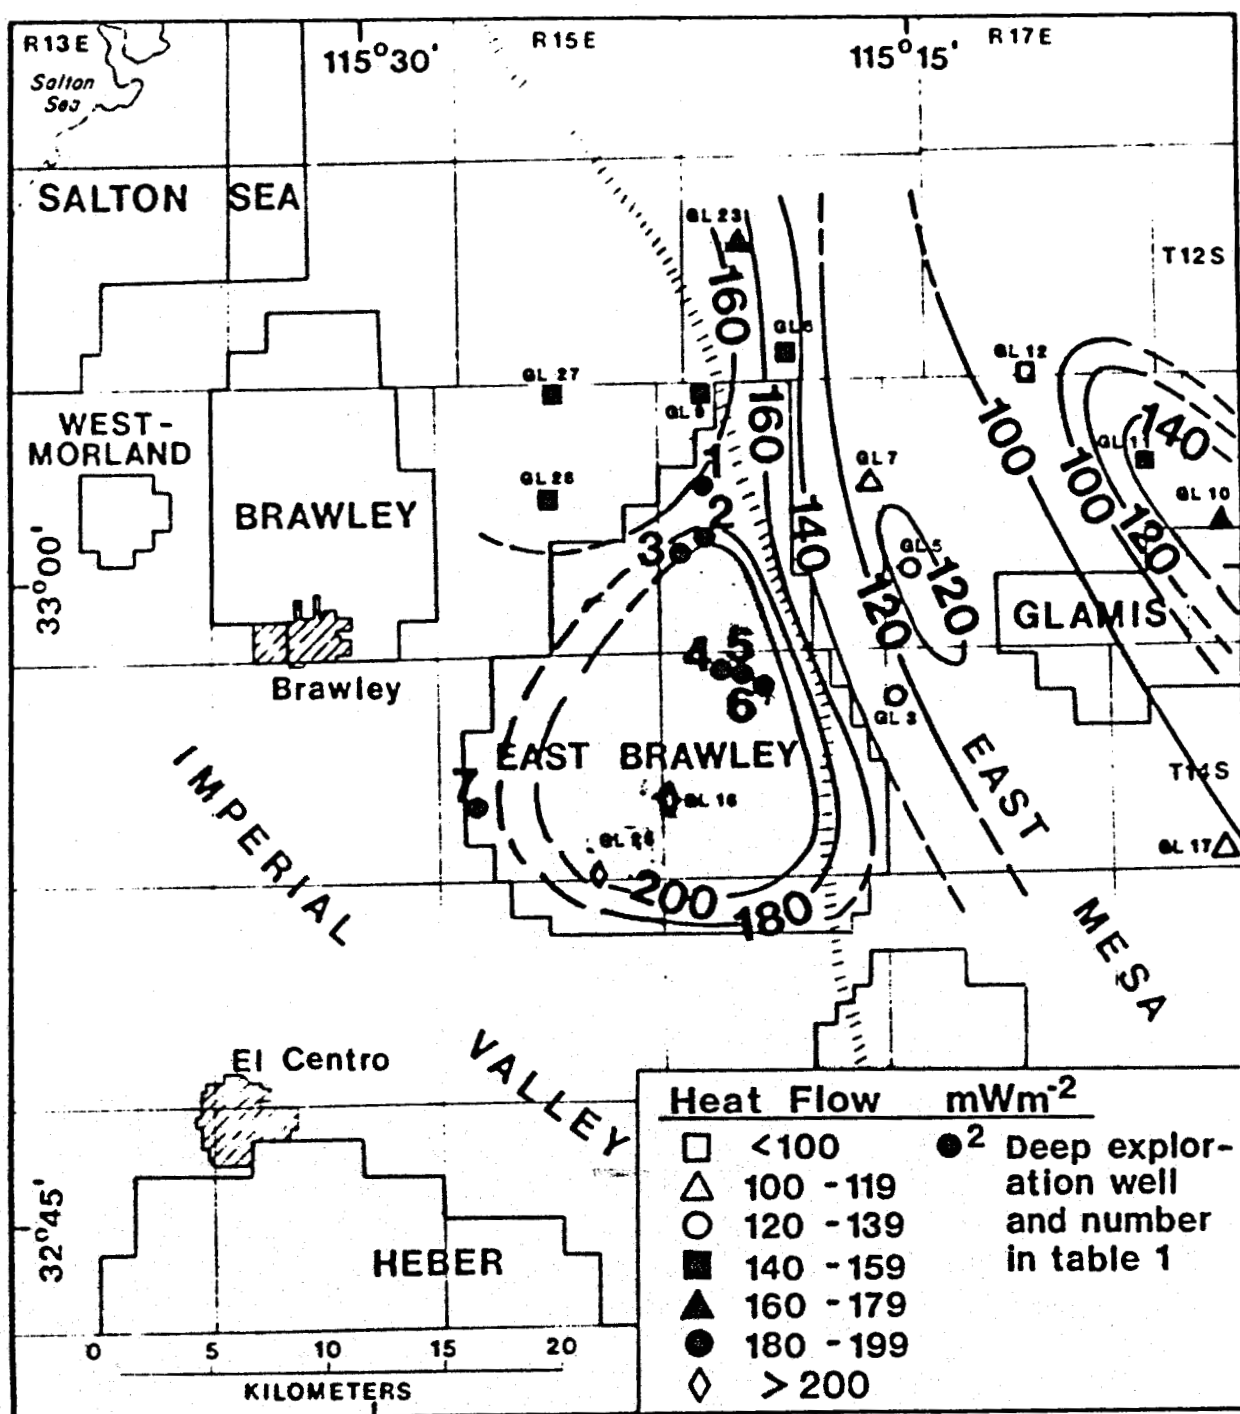 R13E
R15E
R17E
115°30'
115°15'
Salton
Sea
SALTON SEA
GL 23
T12S
160
GL 12
GL 27
GL 9
160
WEST-
MORLAND
GL 7
100
140
GL 11
GL 10
1
BRAWLEY
2
3
140
100
120
33°00'
GL 5
120
120
GLAMIS
4 5
6
Brawley
GL 3
EAST BRAWLEY
EAST
MESA
T14S
7
GL 16
IMPERIAL
VALLEY
GL 17
200
180
El Centro
32°45'
HEBER
0 5 10 15 20
KILOMETERS
Heat Flow mWm-2
<100
100 - 119
120 - 139
140 - 159
160 - 179
180 - 199
> 200
2 Deep explor-
ation well
and number
in table 1